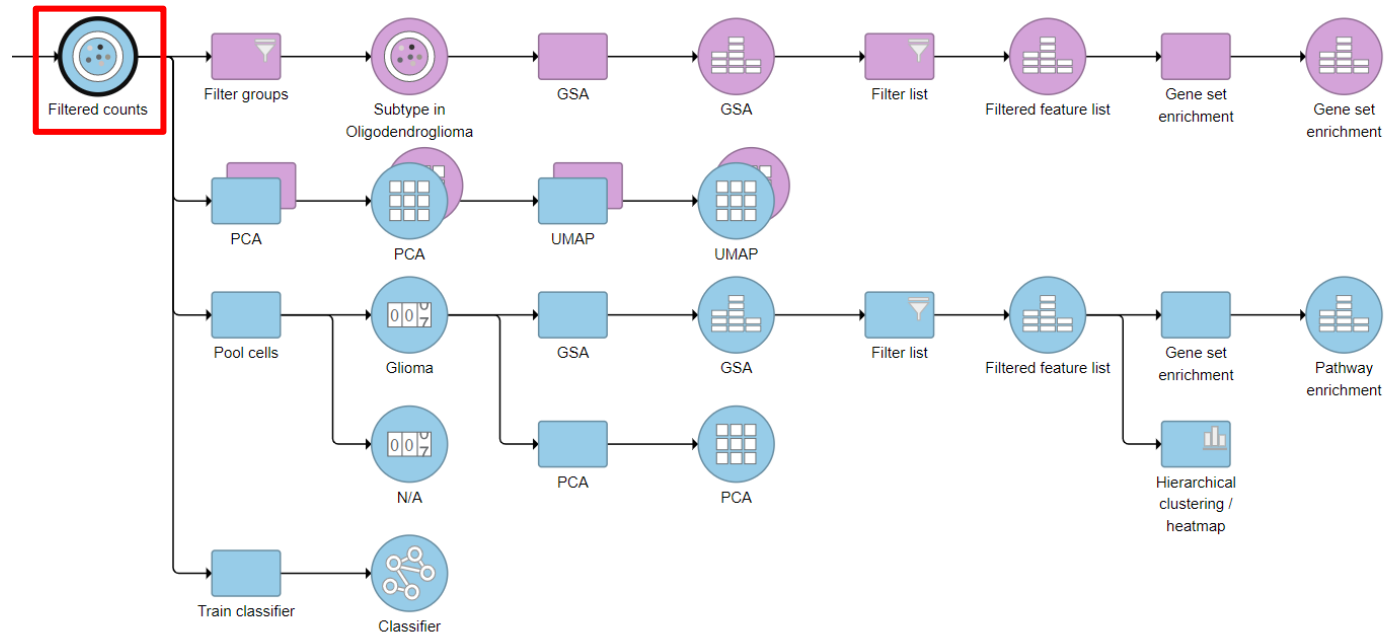 Filtered counts
Filter groups
Subtype in
Oligodendroglioma
GSA
GSA
Filter list
Filtered feature list
Gene set
enrichment
Gene set
enrichment
PCA
PCA
UMAP
UMAP
Pool cells
007
Glioma
GSA
GSA
Filter list
Filtered feature list
Gene set
enrichment
Pathway
enrichment
007
N/A
PCA
PCA
Hierarchical
clustering /
heatmap
Train classifier
Classifier